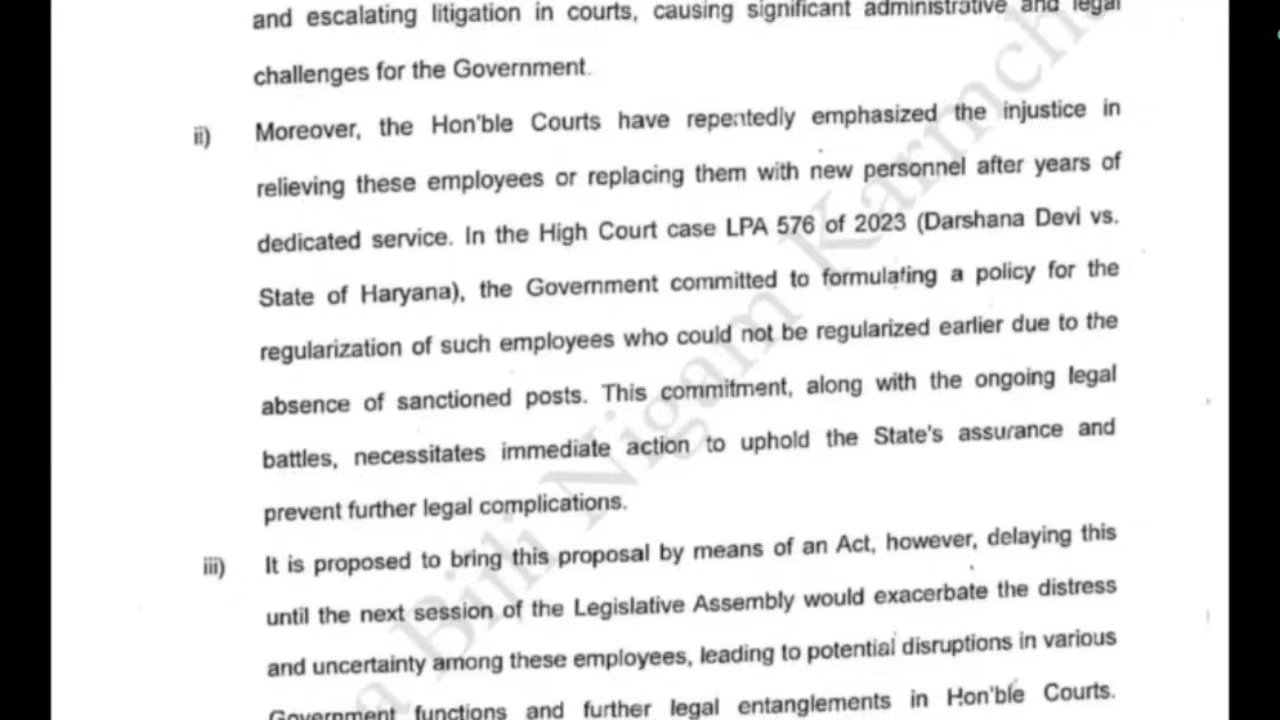 and escalating litigation in courts, causing significant administrative and legal
challenges for the Government.
ii) Moreover, the Hon'ble Courts have repeatedly emphasized the injustice in
relieving these employees or replacing them with new personnel after years of
dedicated service. In the High Court case LPA 576 of 2023 (Darshana Devi vs.
State of Haryana), the Government committed to formulating a policy for the
regularization of such employees who could not be regularized earlier due to the
absence of sanctioned posts. This commitment, along with the ongoing legal
battles, necessitates immediate action to uphold the State's assurance and
prevent further legal complications.
iii) It is proposed to bring this proposal by means of an Act, however, delaying this
until the next session of the Legislative Assembly would exacerbate the distress
and uncertainty among these employees, leading to potential disruptions in various
Government functions and further legal entanglements in Hon'ble Courts.
Bijli Nigam